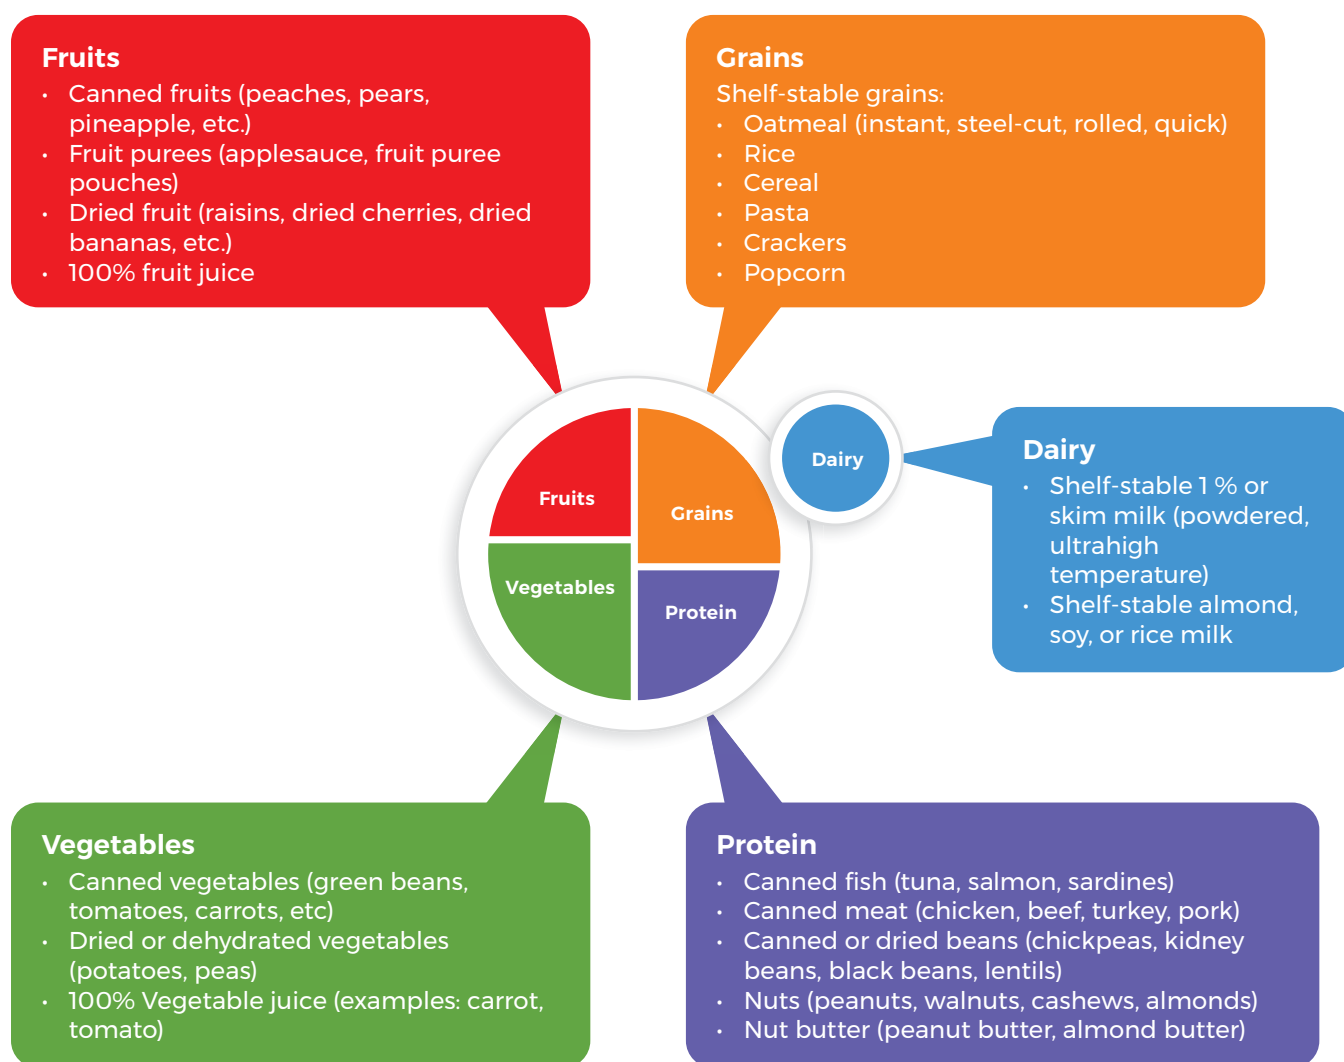 Fruits
• Canned fruits (peaches, pears,
pineapple, etc.)
• Fruit purees (applesauce, fruit puree
pouches)
• Dried fruit (raisins, dried cherries, dried
bananas, etc.)
• 100% fruit juice
Grains
Shelf-stable grains:
• Oatmeal (instant, steel-cut, rolled, quick)
• Rice
• Cereal
• Pasta
• Crackers
• Popcorn
Fruits
Grains
Vegetables
Protein
Dairy
Dairy
• Shelf-stable 1 % or
skim milk (powdered,
ultrahigh
temperature)
• Shelf-stable almond,
soy, or rice milk
Vegetables
• Canned vegetables (green beans,
tomatoes, carrots, etc)
• Dried or dehydrated vegetables
(potatoes, peas)
• 100% Vegetable juice (examples: carrot,
tomato)
Protein
• Canned fish (tuna, salmon, sardines)
• Canned meat (chicken, beef, turkey, pork)
• Canned or dried beans (chickpeas, kidney
beans, black beans, lentils)
• Nuts (peanuts, walnuts, cashews, almonds)
• Nut butter (peanut butter, almond butter)